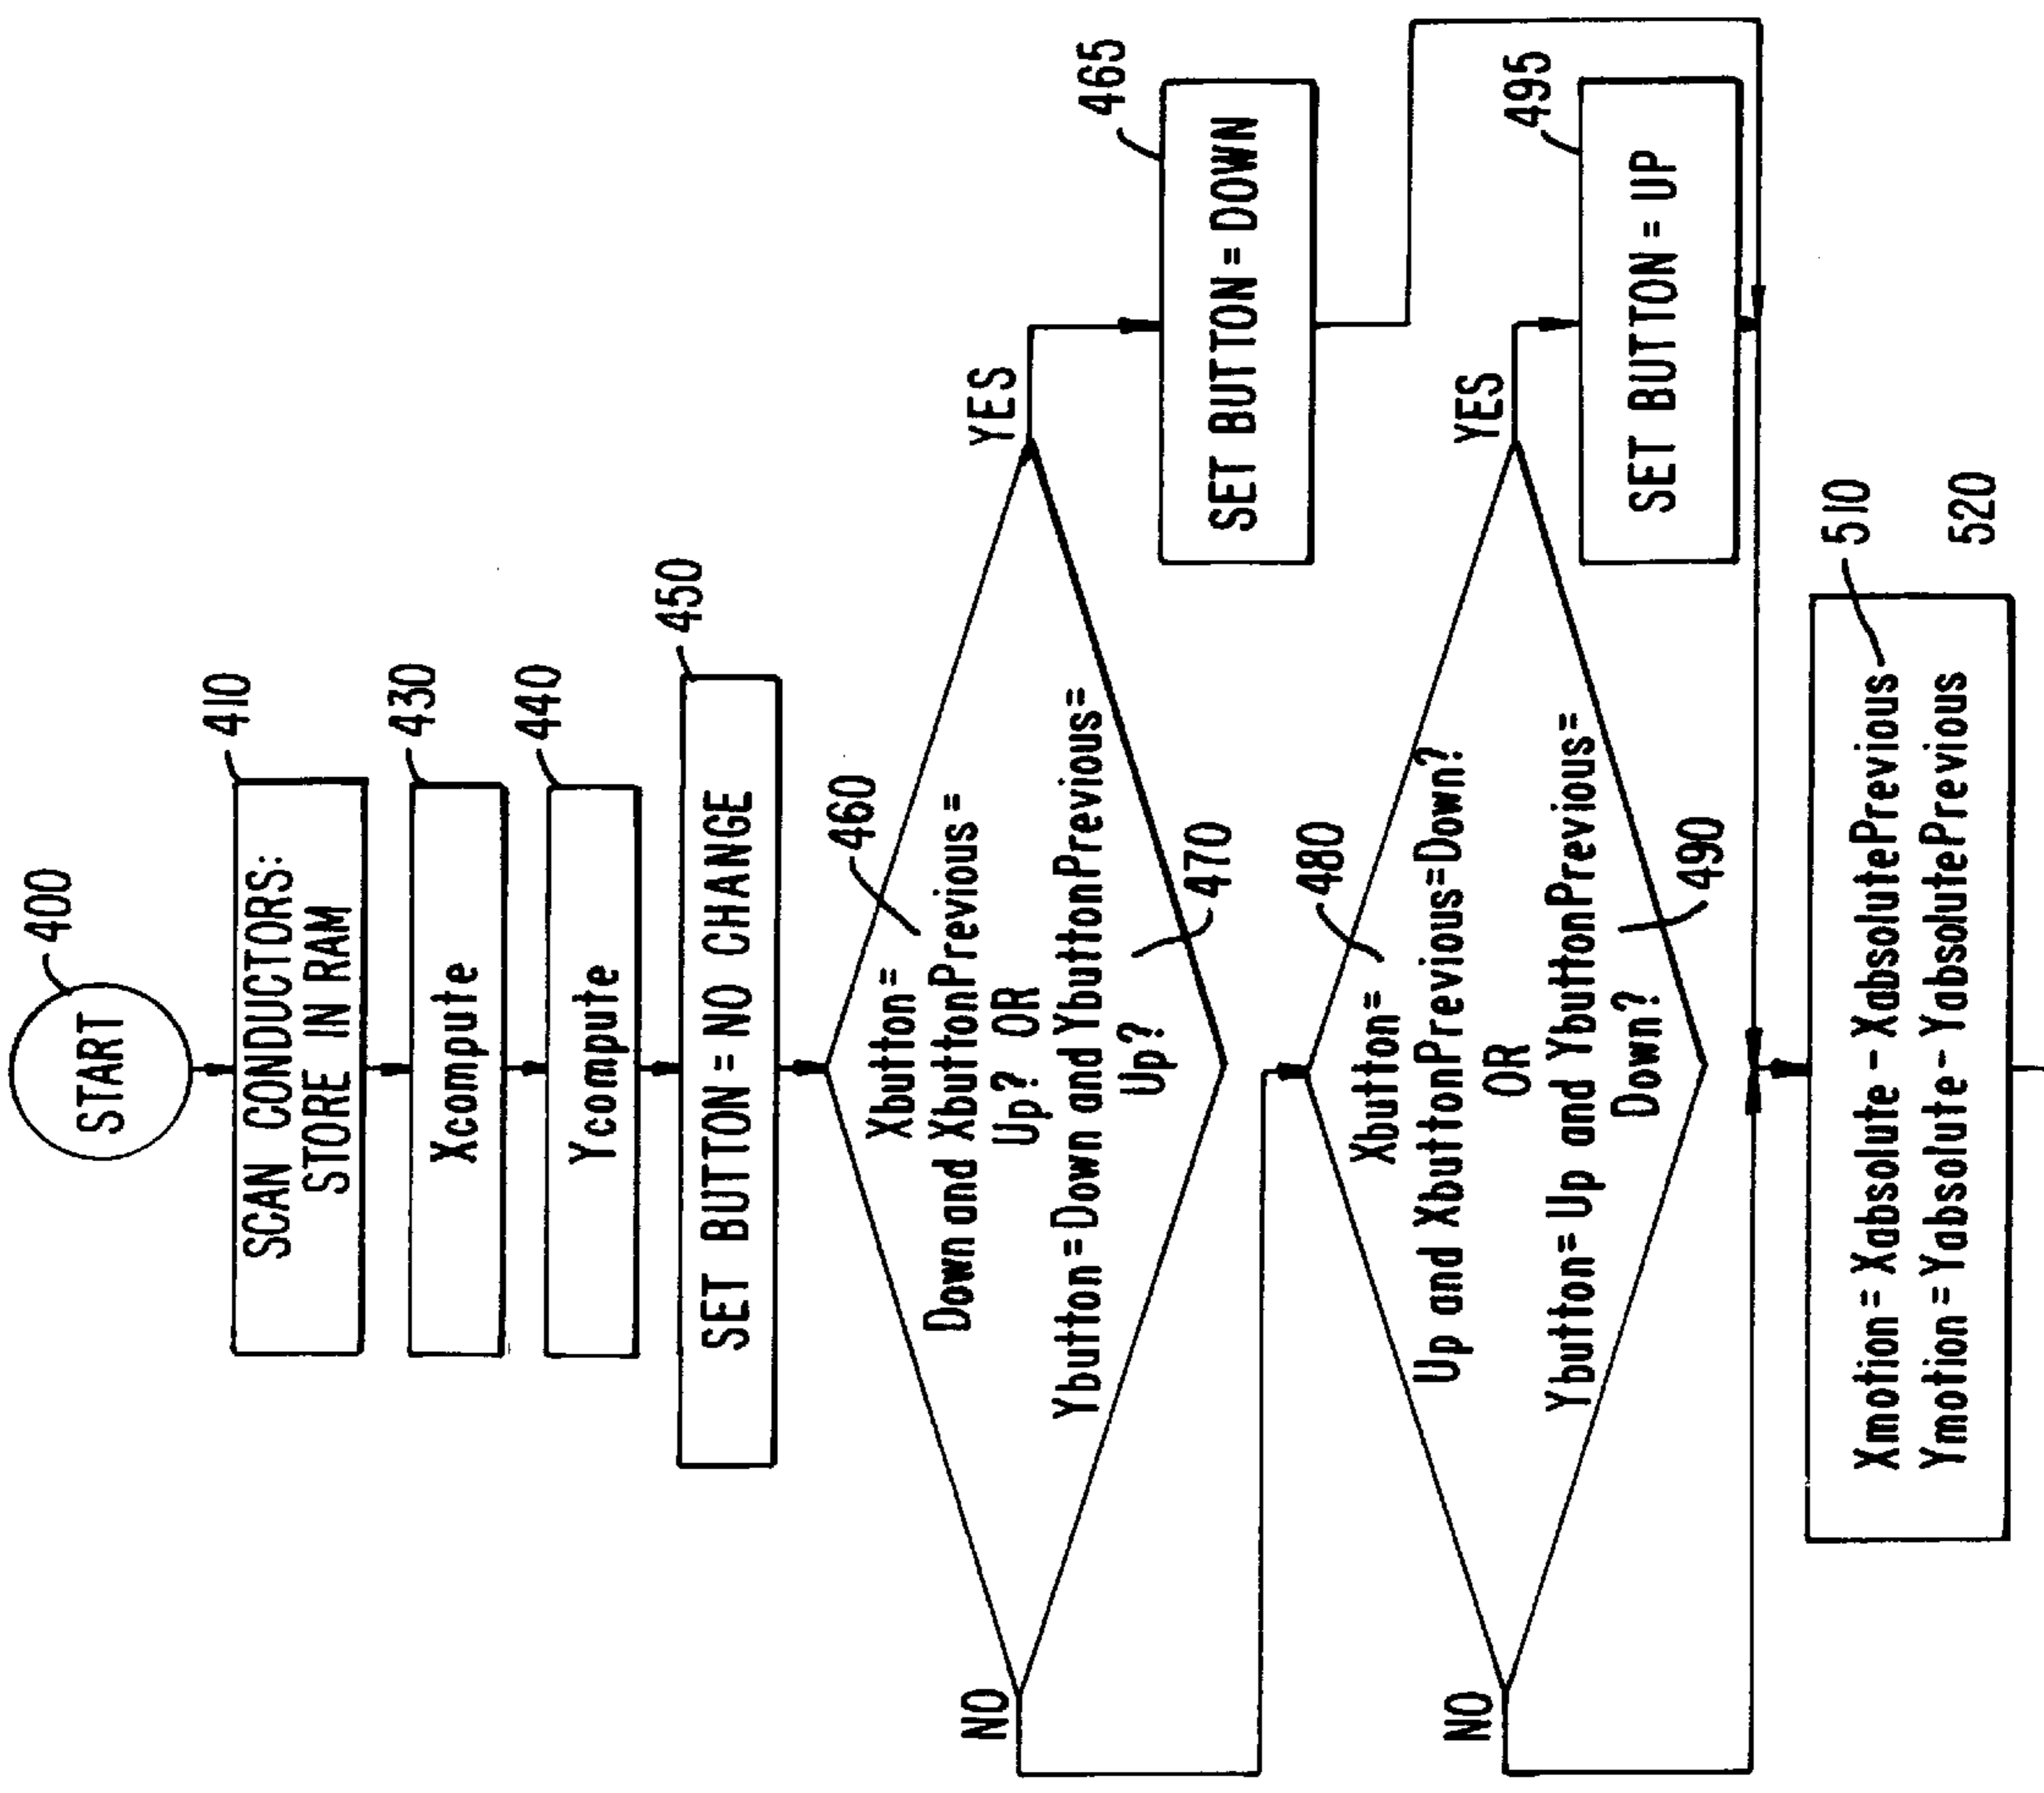 400
START
410
SCAN CONDUCTORS:
STORE IN RAM
430
Xcompute
440
Ycompute
450
SET BUTTON = NO CHANGE
460
Xbutton=
Down and XbuttonPrevious=
Up? OR
Ybutton=Down and YbuttonPrevious=
Up?
470
YES
NO
465
SET BUTTON = DOWN
480
Xbutton=
Up and XbuttonPrevious=Down?
OR
Ybutton= Up and YbuttonPrevious=
Down?
490
YES
NO
495
SET BUTTON = UP
510
Xmotion = Xabsolute - XabsolutePrevious
Ymotion = Yabsolute - YabsolutePrevious
520